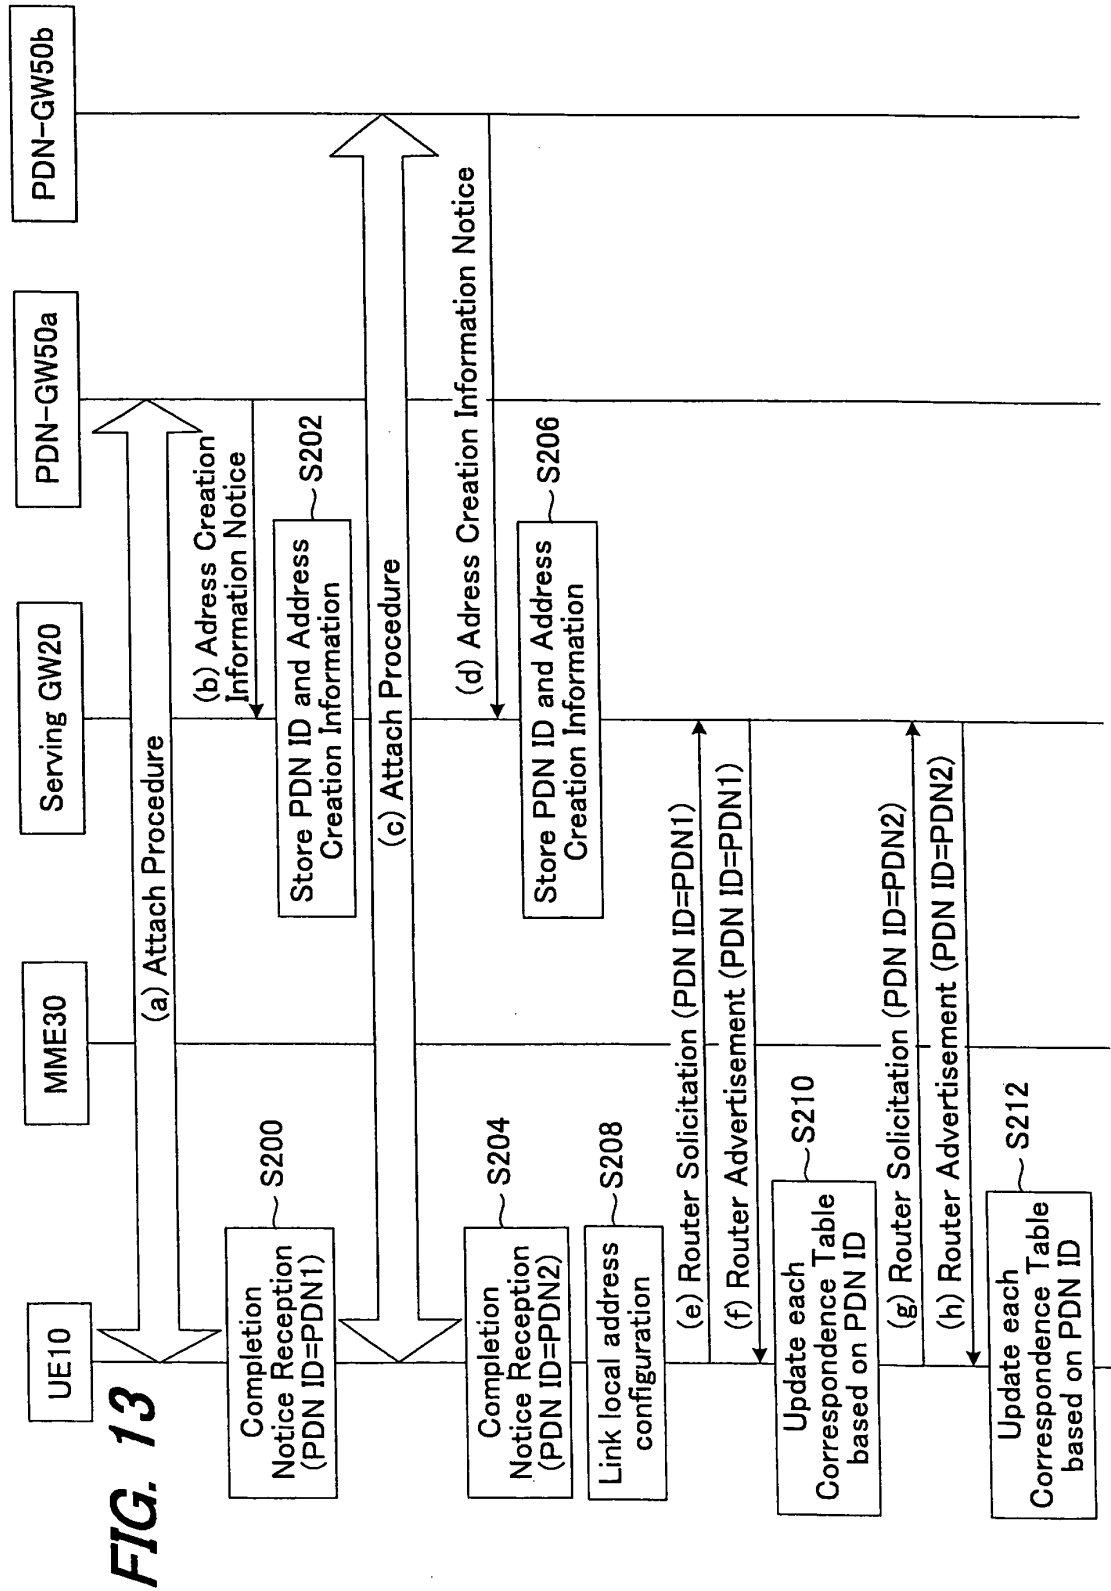 FIG. 13
UE10
MME30
Serving GW20
PDN-GW50a
PDN-GW50b
(a) Attach Procedure
Completion
Notice Reception
(PDN ID=PDN1)
S200
(b) Adress Creation
Information Notice
Store PDN ID and Address
Creation Information
S202
(c) Attach Procedure
Completion
Notice Reception
(PDN ID=PDN2)
S204
(d) Adress Creation Information Notice
Store PDN ID and Address
Creation Information
S206
Link local address
configuration
S208
(e) Router Solicitation (PDN ID=PDN1)
(f) Router Advertisement (PDN ID=PDN1)
Update each
Correspondence Table
based on PDN ID
S210
(g) Router Solicitation (PDN ID=PDN2)
(h) Router Advertisement (PDN ID=PDN2)
Update each
Correspondence Table
based on PDN ID
S212